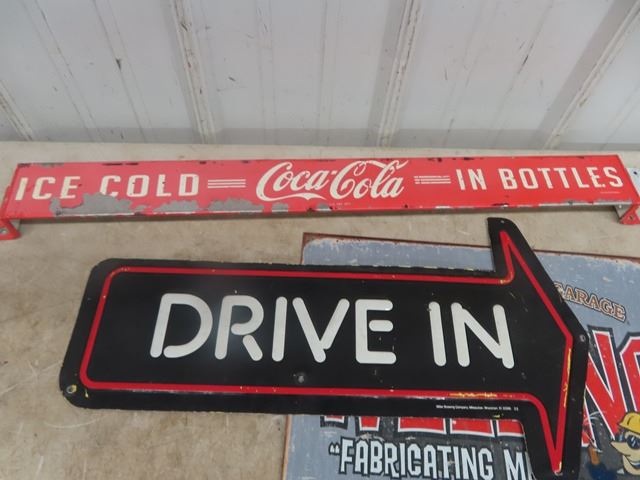 ICE COLD Coca-Cola IN BOTTLES
DRIVE IN
GARAGE
"FABRICATING